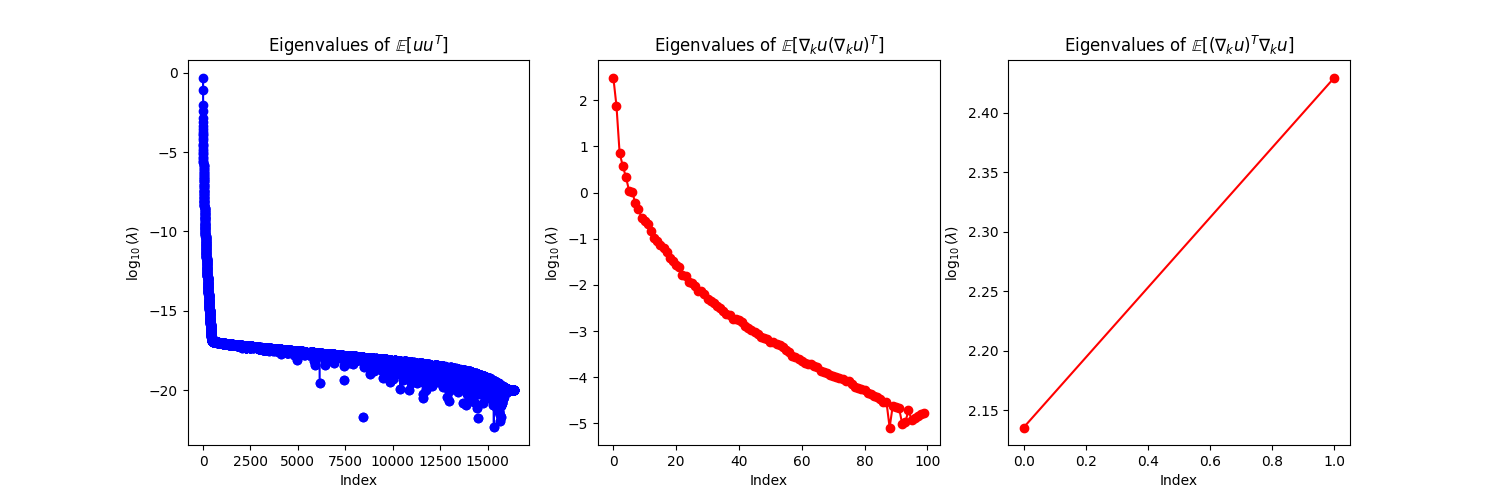 Eigenvalues of 𝔼[uuᵀ]
0
−5
−10
−15
−20
log₁₀(λ)
0 2500 5000 7500 10000 12500 15000
Index
Eigenvalues of 𝔼[∇ₖu(∇ₖu)ᵀ]
2
1
0
−1
−2
−3
−4
−5
log₁₀(λ)
0 20 40 60 80 100
Index
Eigenvalues of 𝔼[(∇ₖu)ᵀ∇ₖu]
2.40
2.35
2.30
2.25
2.20
2.15
log₁₀(λ)
0.0 0.2 0.4 0.6 0.8 1.0
Index